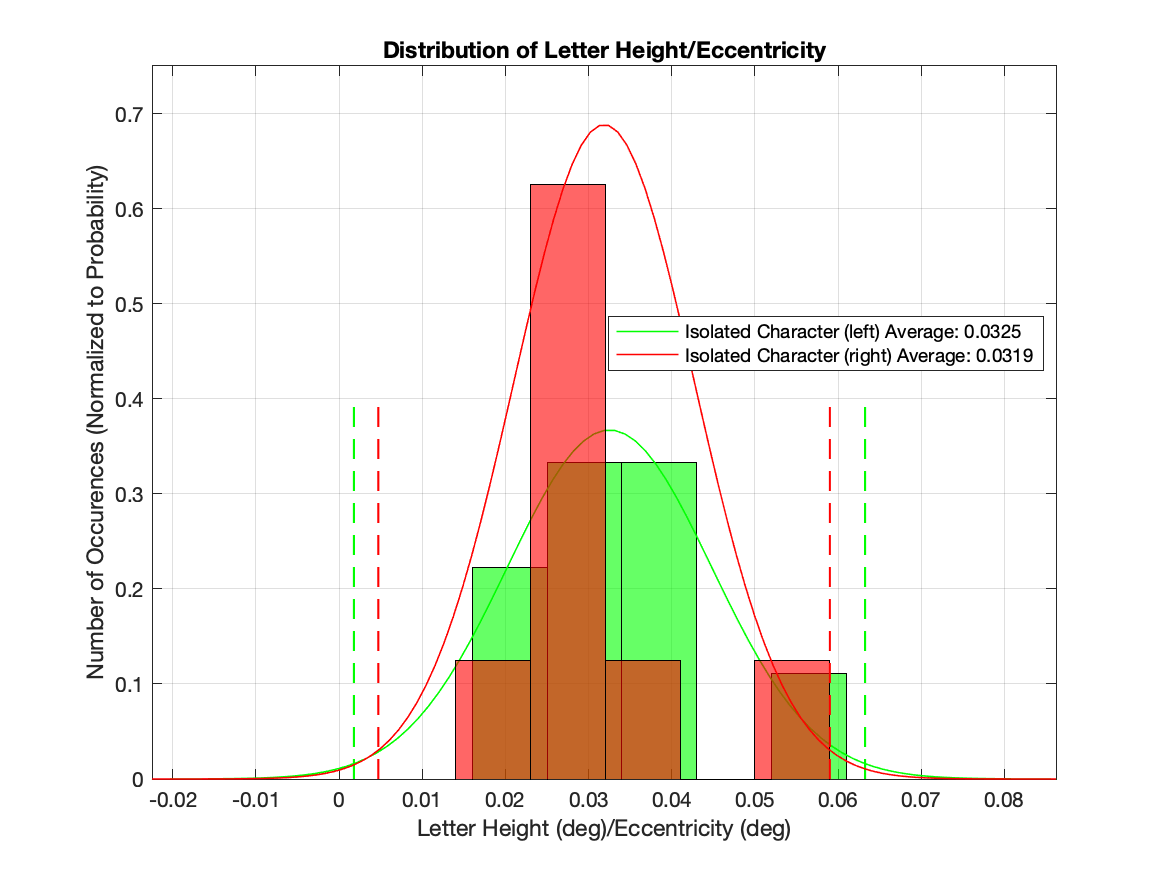 Distribution of Letter Height/Eccentricity
Number of Occurences (Normalized to Probability)
0.7
0.6
0.5
0.4
0.3
0.2
0.1
0
Isolated Character (left) Average: 0.0325
Isolated Character (right) Average: 0.0319
-0.02 -0.01 0 0.01 0.02 0.03 0.04 0.05 0.06 0.07 0.08
Letter Height (deg)/Eccentricity (deg)